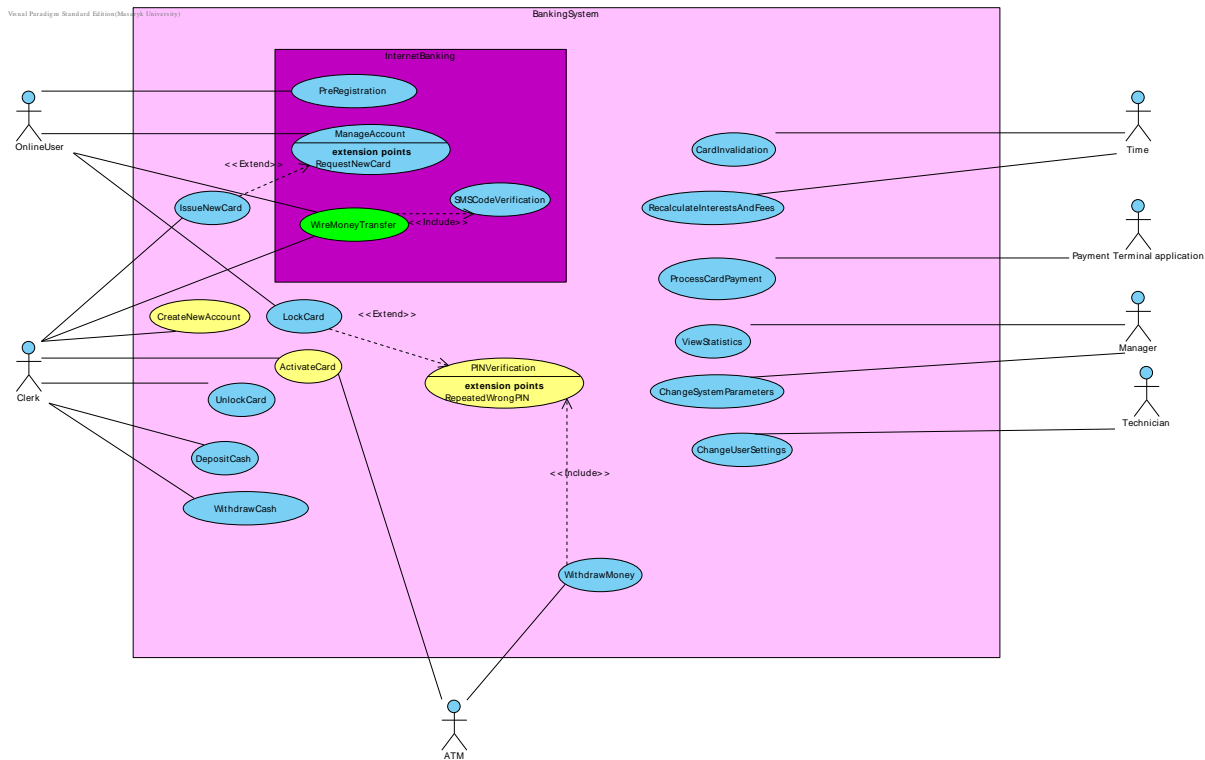 Visual Paradigm Standard Edition(Masaryk University)
BankingSystem
InternetBanking
PreRegistration
ManageAccount
extension points
RequestNewCard
<<Extend>>
SMSCodeVerification
IssueNewCard
WireMoneyTransfer
<<Include>>
OnlineUser
CardInvalidation
Time
RecalculateInterestsAndFees
ProcessCardPayment
Payment Terminal application
CreateNewAccount
LockCard
<<Extend>>
ViewStatistics
Manager
ActivateCard
PINVerification
extension points
RepeatedWrongPIN
Clerk
UnlockCard
ChangeSystemParameters
Technician
DepositCash
ChangeUserSettings
<<Include>>
WithdrawCash
WithdrawMoney
ATM